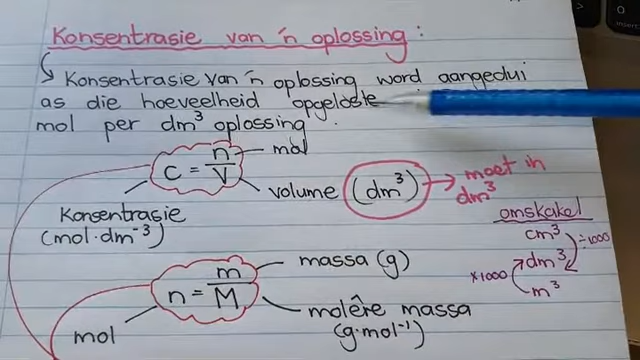 Konsentrasie van 'n oplossing:
Konsentrasie van 'n oplossing word aangedui
as die hoeveelheid opgeloste
mol per dm³ oplossing.
c = n/V
mol
volume (dm³) → moet in
dm³
Konsentrasie
(mol·dm⁻³)
omskakel
cm³
÷1000
dm³
×1000
m³
n = m/M
massa (g)
molêre massa
(g·mol⁻¹)
mol